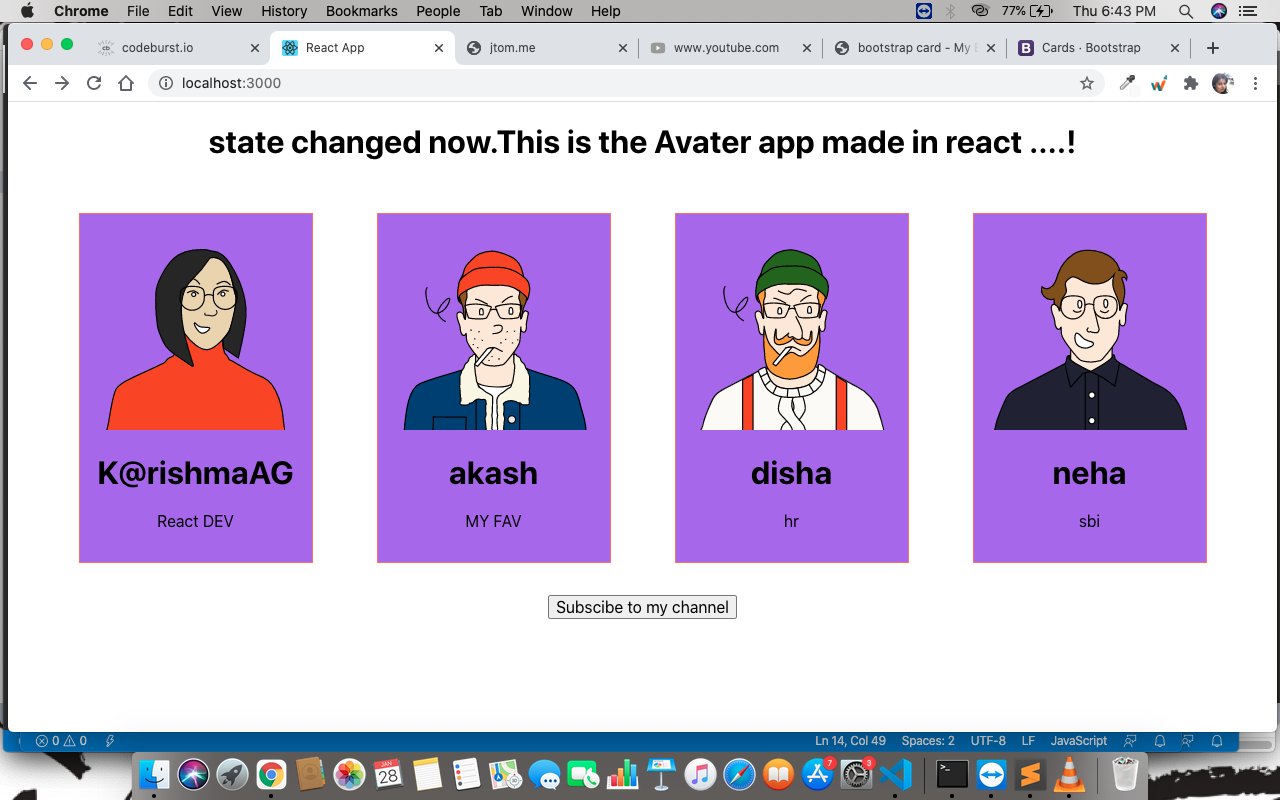 Chrome File Edit View History Bookmarks People Tab Window Help 77% Thu 6:43 PM
codeburst.io React App jtom.me www.youtube.com bootstrap card - My Cards · Bootstrap
localhost:3000
state changed now.This is the Avater app made in react ....!
K@rishmaAG akash disha neha
React DEV MY FAV hr sbi
Subscibe to my channel
0 0 Ln 14, Col 49 Spaces: 2 UTF-8 LF JavaScript
JAN 7 3
28